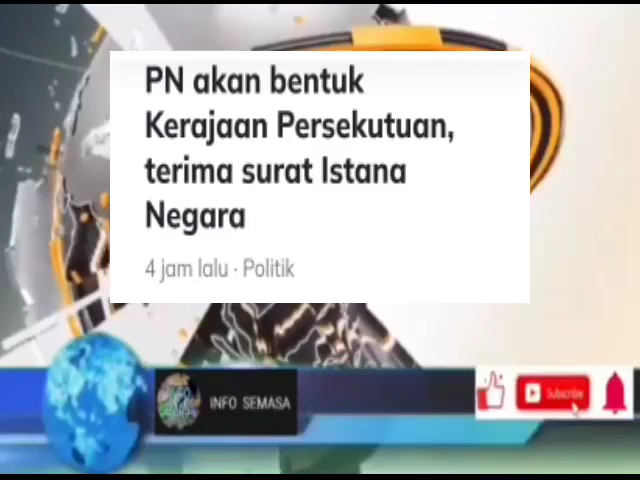 PN akan bentuk
Kerajaan Persekutuan,
terima surat Istana
Negara
4 jam lalu · Politik
INFO SEMASA
Subscribe